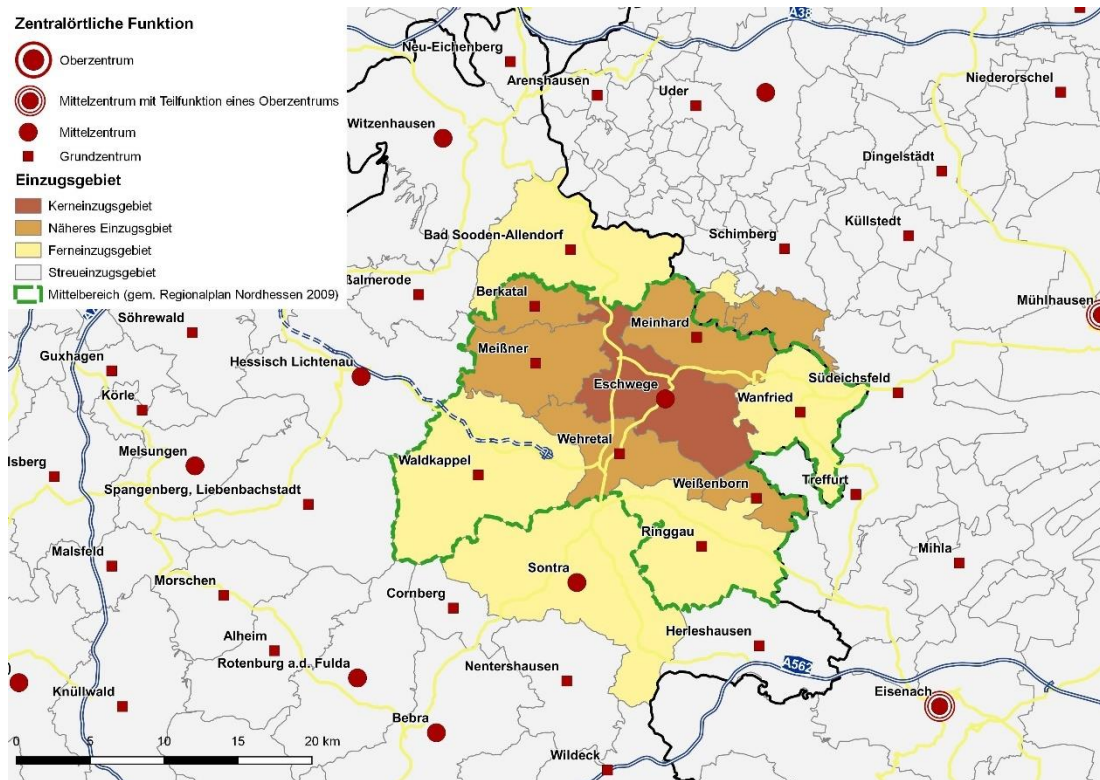 Zentralörtliche Funktion
Oberzentrum
Mittelzentrum mit Teilfunktion eines Oberzentrums
Mittelzentrum
Grundzentrum
Einzugsgebiet
Kerneinzugsgebiet
Näheres Einzugsgbiet
Ferneinzugsgebiet
Streueinzugsgebiet
Mittelbereich (gem. Regionalplan Nordhessen 2009)
A38
Neu-Eichenberg
Arenshausen
Uder
Niederorschel
Witzenhausen
Dingelstädt
Küllstedt
Schimberg
Bad Sooden-Allendorf
ßalmerode
Berkatal
Mühlhausen
Söhrewald
Meinhard
Guxhagen
Hessisch Lichtenau
Meißner
Südeichsfeld
Körle
Eschwege
Wanfried
Melsungen
Wehretal
lsberg
Waldkappel
Spangenberg, Liebenbachstadt
Weißenborn
Treffurt
Ringgau
Malsfeld
Mihla
Morschen
Sontra
Cornberg
Alheim
Herleshausen
Rotenburg a.d. Fulda
Nentershausen
A562
Knüllwald
Eisenach
Bebra
0 5 10 20 km
Wildeck